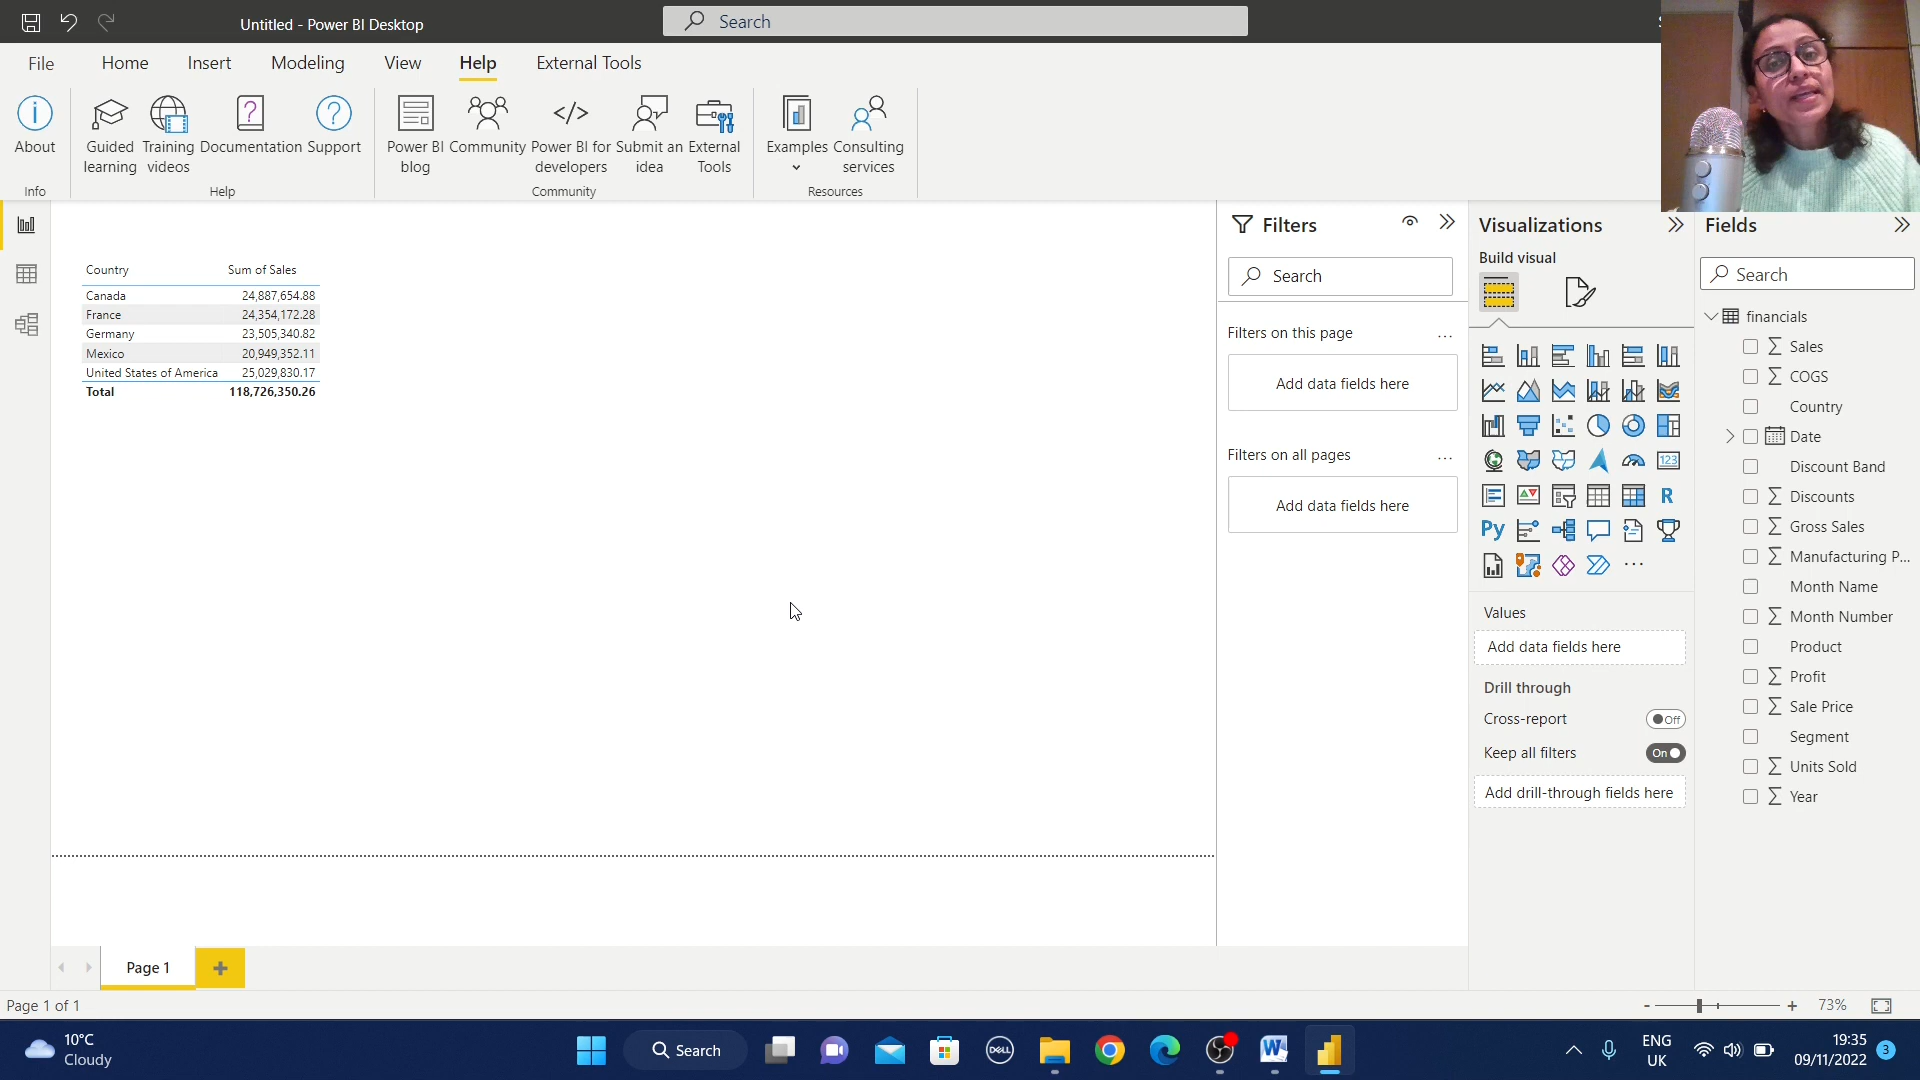 Untitled - Power BI Desktop
Search
File Home Insert Modeling View Help External Tools
About
Guided learning
Training videos
Documentation
Support
Power BI blog
Community
Power BI for developers
Submit an idea
External Tools
Examples
Consulting services
Info
Help
Community
Resources
Country Sum of Sales
Canada 24,887,654.88
France 24,354,172.28
Germany 23,505,340.82
Mexico 20,949,352.11
United States of America 25,029,830.17
Total 118,726,350.26
Filters
Search
Filters on this page ...
Add data fields here
Filters on all pages ...
Add data fields here
Visualizations
Build visual
123
R
Py
...
Values
Add data fields here
Drill through
Cross-report Off
Keep all filters On
Add drill-through fields here
Fields
Search
financials
Sales
COGS
Country
Date
Discount Band
Discounts
Gross Sales
Manufacturing P...
Month Name
Month Number
Product
Profit
Sale Price
Segment
Units Sold
Year
Page 1
Page 1 of 1
- + 73%
10°C
Cloudy
Search
DELL
W
ENG
UK
19:35
09/11/2022
3